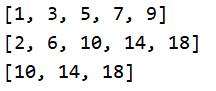 [1, 3, 5, 7, 9]
[2, 6, 10, 14, 18]
[10, 14, 18]